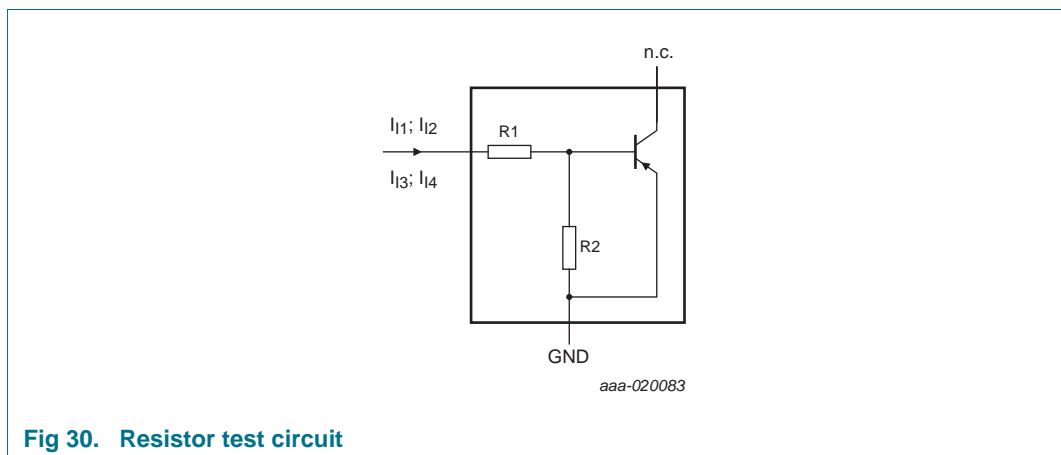 n.c.
I_I1; I_I2
R1
I_I3; I_I4
R2
GND
aaa-020083
Fig 30. Resistor test circuit